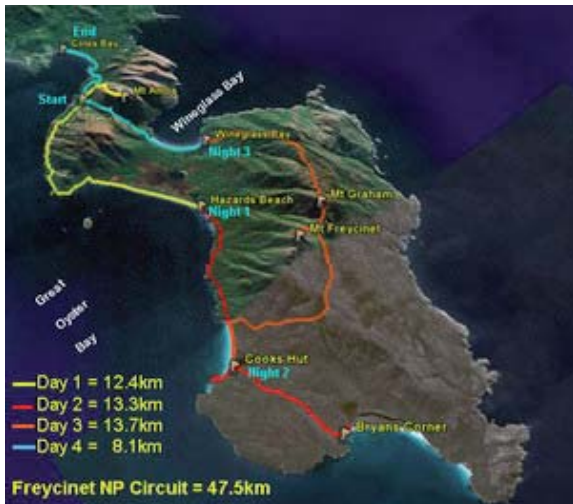 End
Coles Bay
Start
Mt Amos
Wineglass Bay
Wineglass Bay
Night 3
Hazards Beach
Night 1
Mt Graham
Mt Freycinet
Great
Oyster
Bay
Cooks Hut
Night 2
Bryans Corner
Day 1 = 12.4km
Day 2 = 13.3km
Day 3 = 13.7km
Day 4 = 8.1km
Freycinet NP Circuit = 47.5km